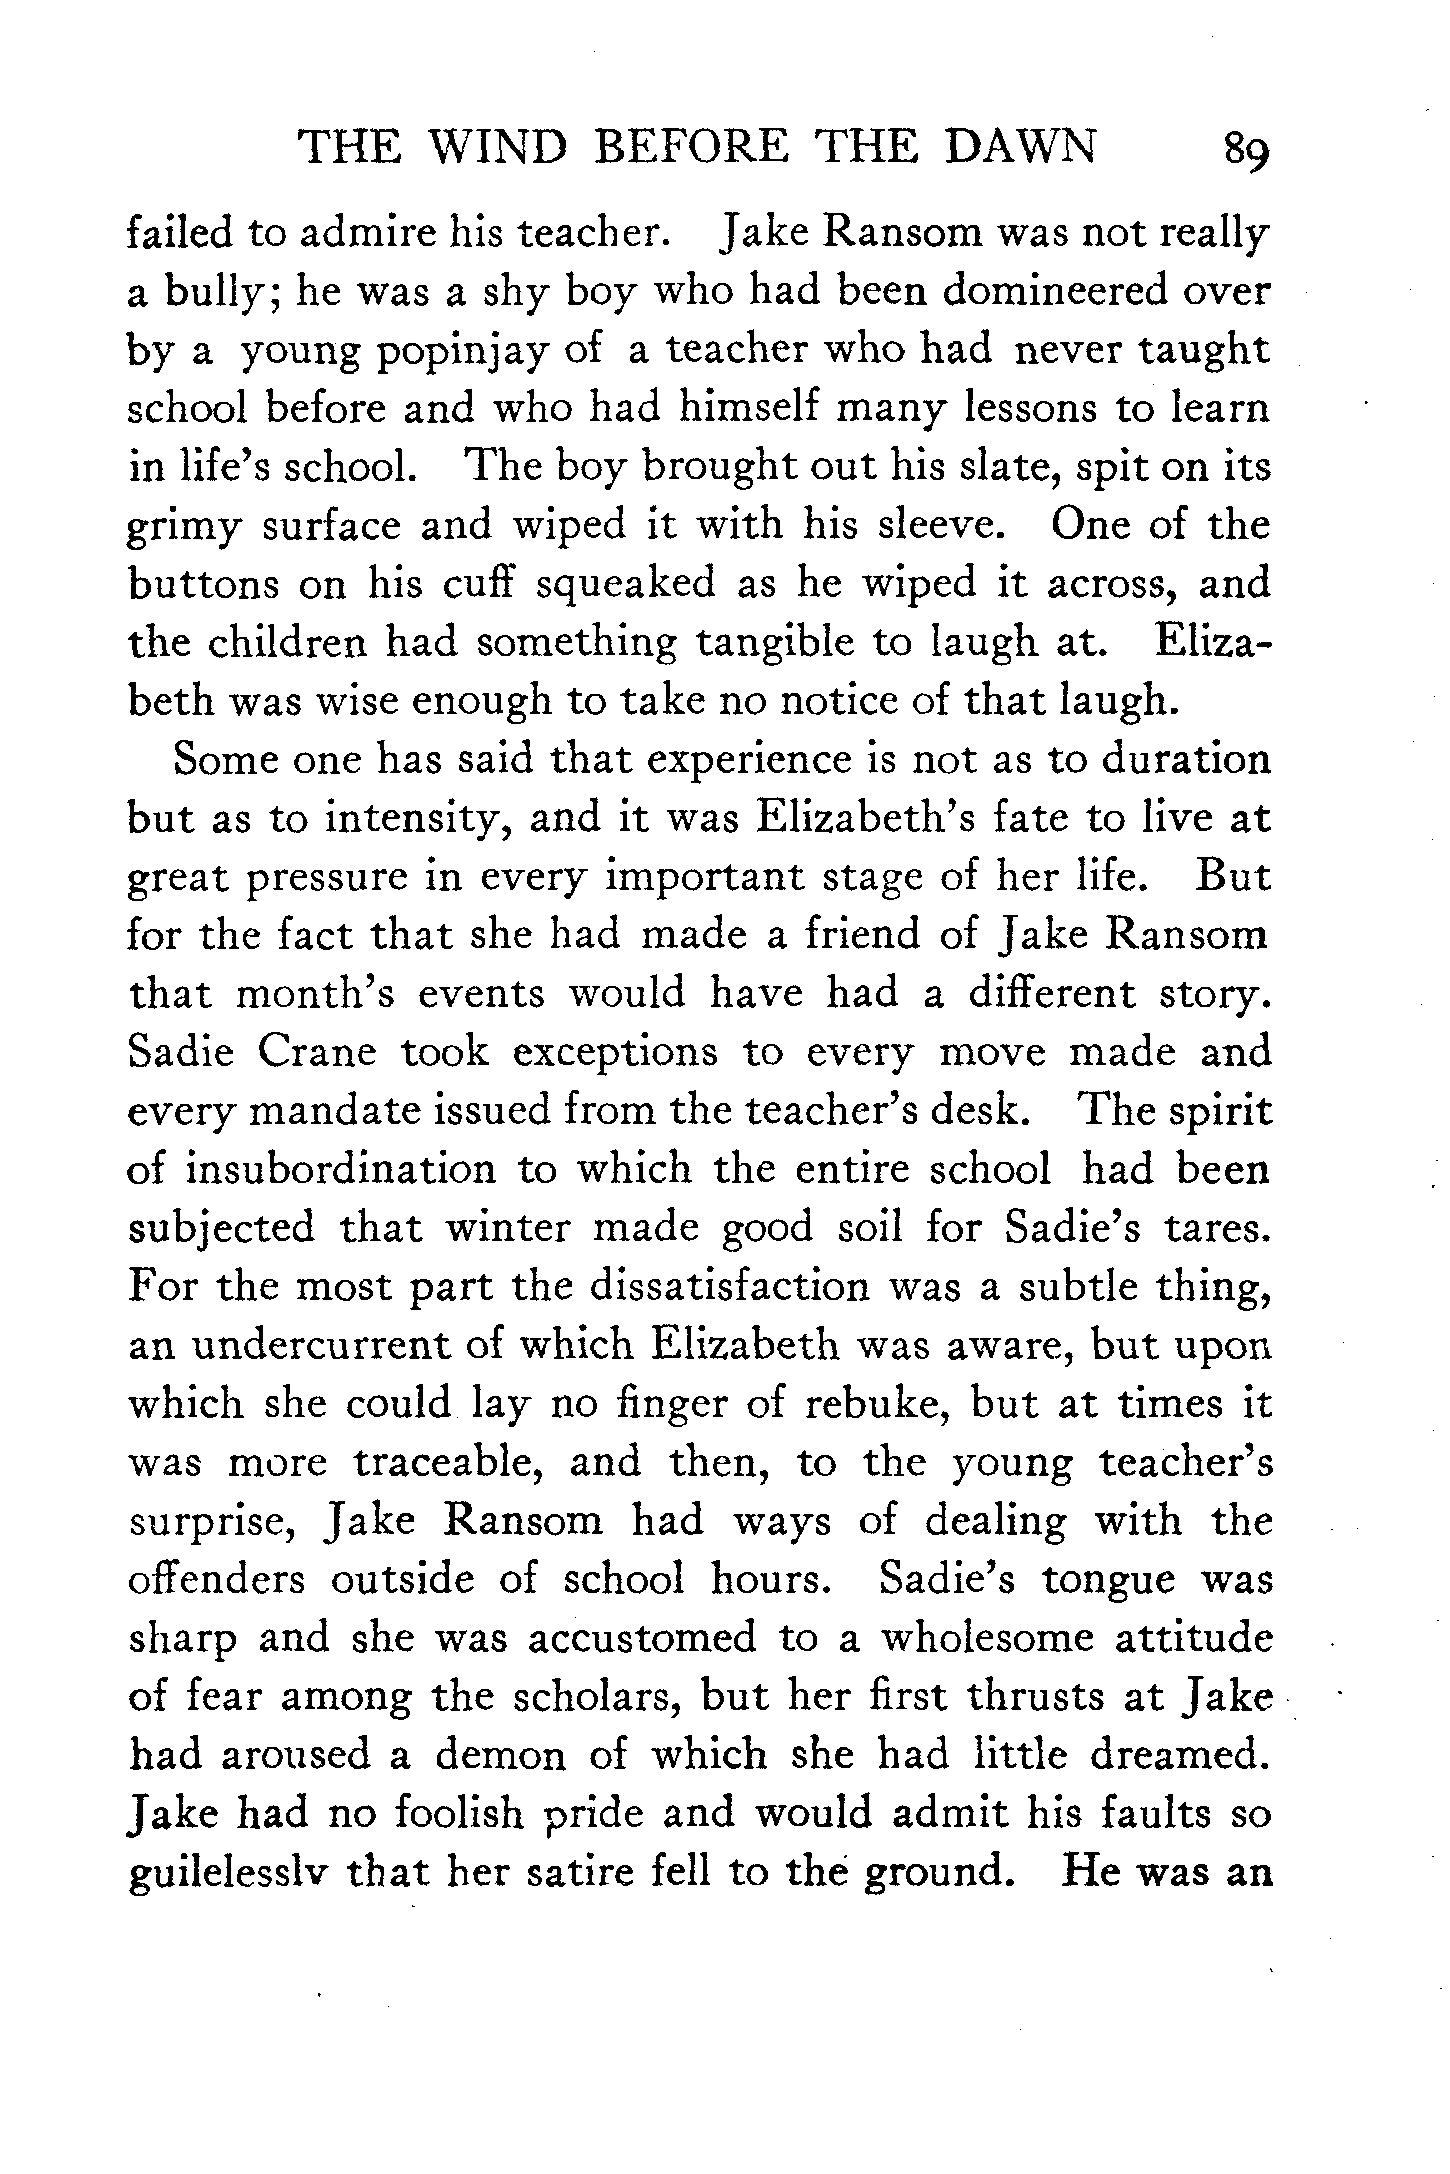 THE WIND BEFORE THE DAWN 89
failed to admire his teacher. Jake Ransom was not really
a bully; he was a shy boy who had been domineered over
by a young popinjay of a teacher who had never taught
school before and who had himself many lessons to learn
in life's school. The boy brought out his slate, spit on its
grimy surface and wiped it with his sleeve. One of the
buttons on his cuff squeaked as he wiped it across, and
the children had something tangible to laugh at. Eliza-
beth was wise enough to take no notice of that laugh.
Some one has said that experience is not as to duration
but as to intensity, and it was Elizabeth's fate to live at
great pressure in every important stage of her life. But
for the fact that she had made a friend of Jake Ransom
that month's events would have had a different story.
Sadie Crane took exceptions to every move made and
every mandate issued from the teacher's desk. The spirit
of insubordination to which the entire school had been
subjected that winter made good soil for Sadie's tares.
For the most part the dissatisfaction was a subtle thing,
an undercurrent of which Elizabeth was aware, but upon
which she could lay no finger of rebuke, but at times it
was more traceable, and then, to the young teacher's
surprise, Jake Ransom had ways of dealing with the
offenders outside of school hours. Sadie's tongue was
sharp and she was accustomed to a wholesome attitude
of fear among the scholars, but her first thrusts at Jake
had aroused a demon of which she had little dreamed.
Jake had no foolish pride and would admit his faults so
guilelessly that her satire fell to the ground. He was an